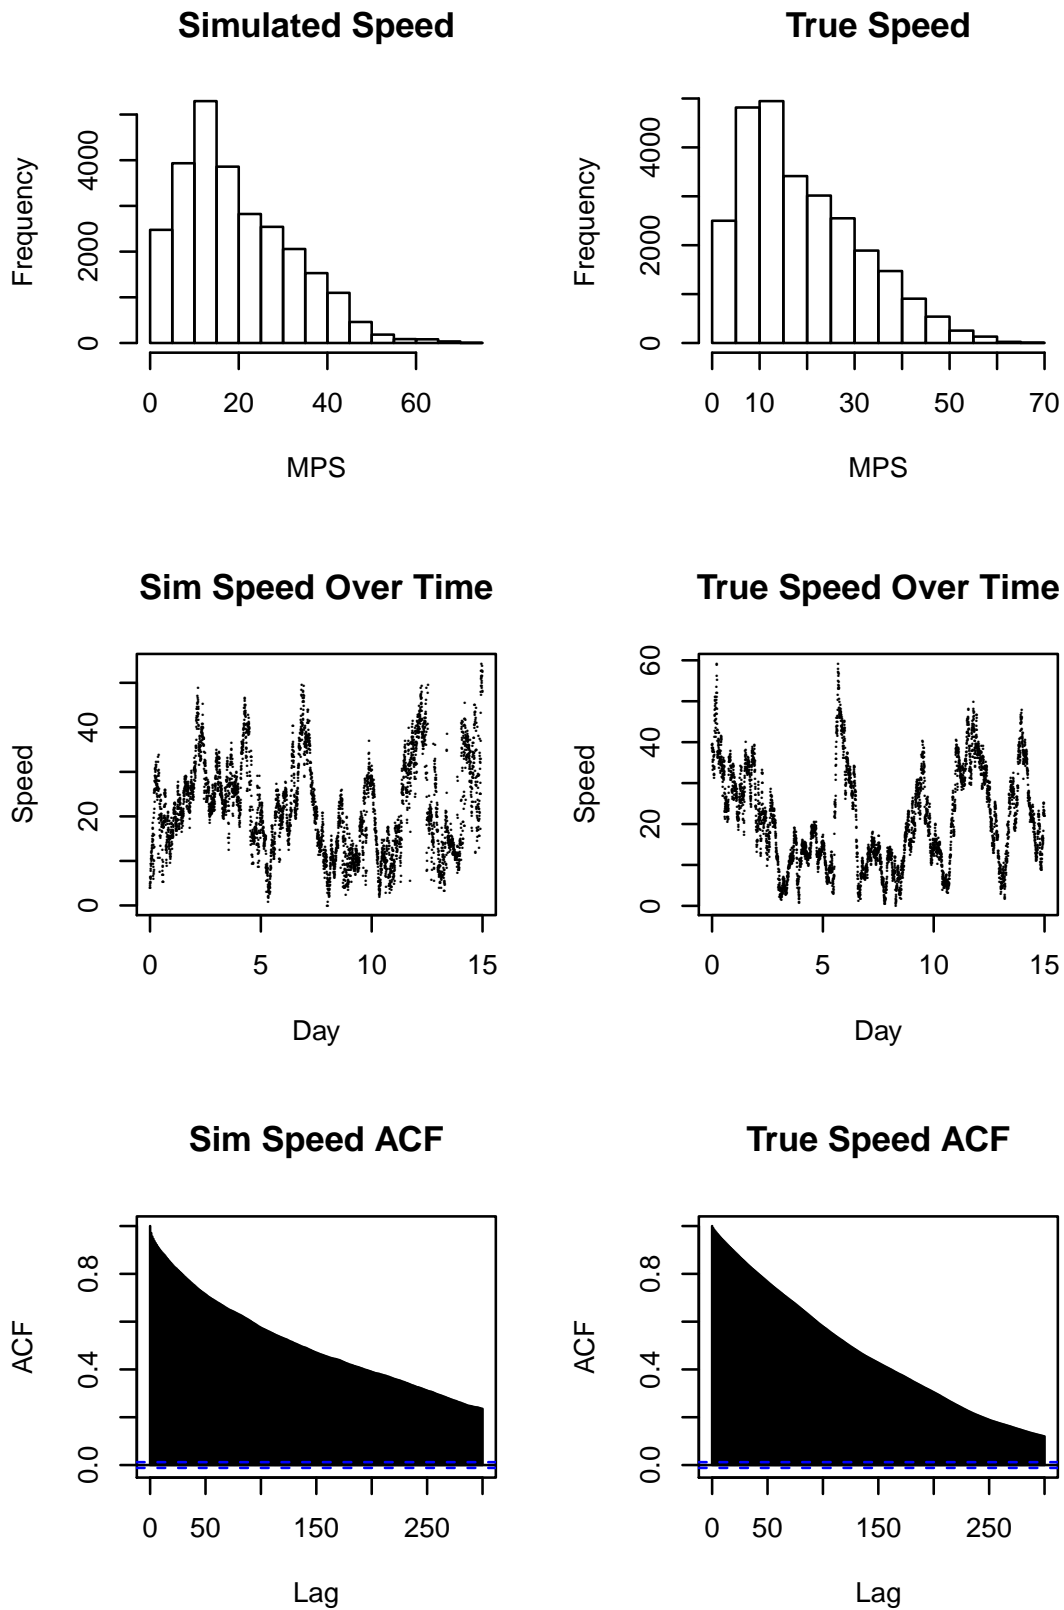 Simulated Speed
True Speed
Frequency
0 2000 4000
0 20 40 60
MPS
Frequency
0 2000 4000
0 10 30 50 70
MPS
Sim Speed Over Time
True Speed Over Time
Speed
0 20 40
0 5 10 15
Day
Speed
0 20 40 60
0 5 10 15
Day
Sim Speed ACF
True Speed ACF
ACF
0.0 0.4 0.8
0 50 150 250
Lag
ACF
0.0 0.4 0.8
0 50 150 250
Lag